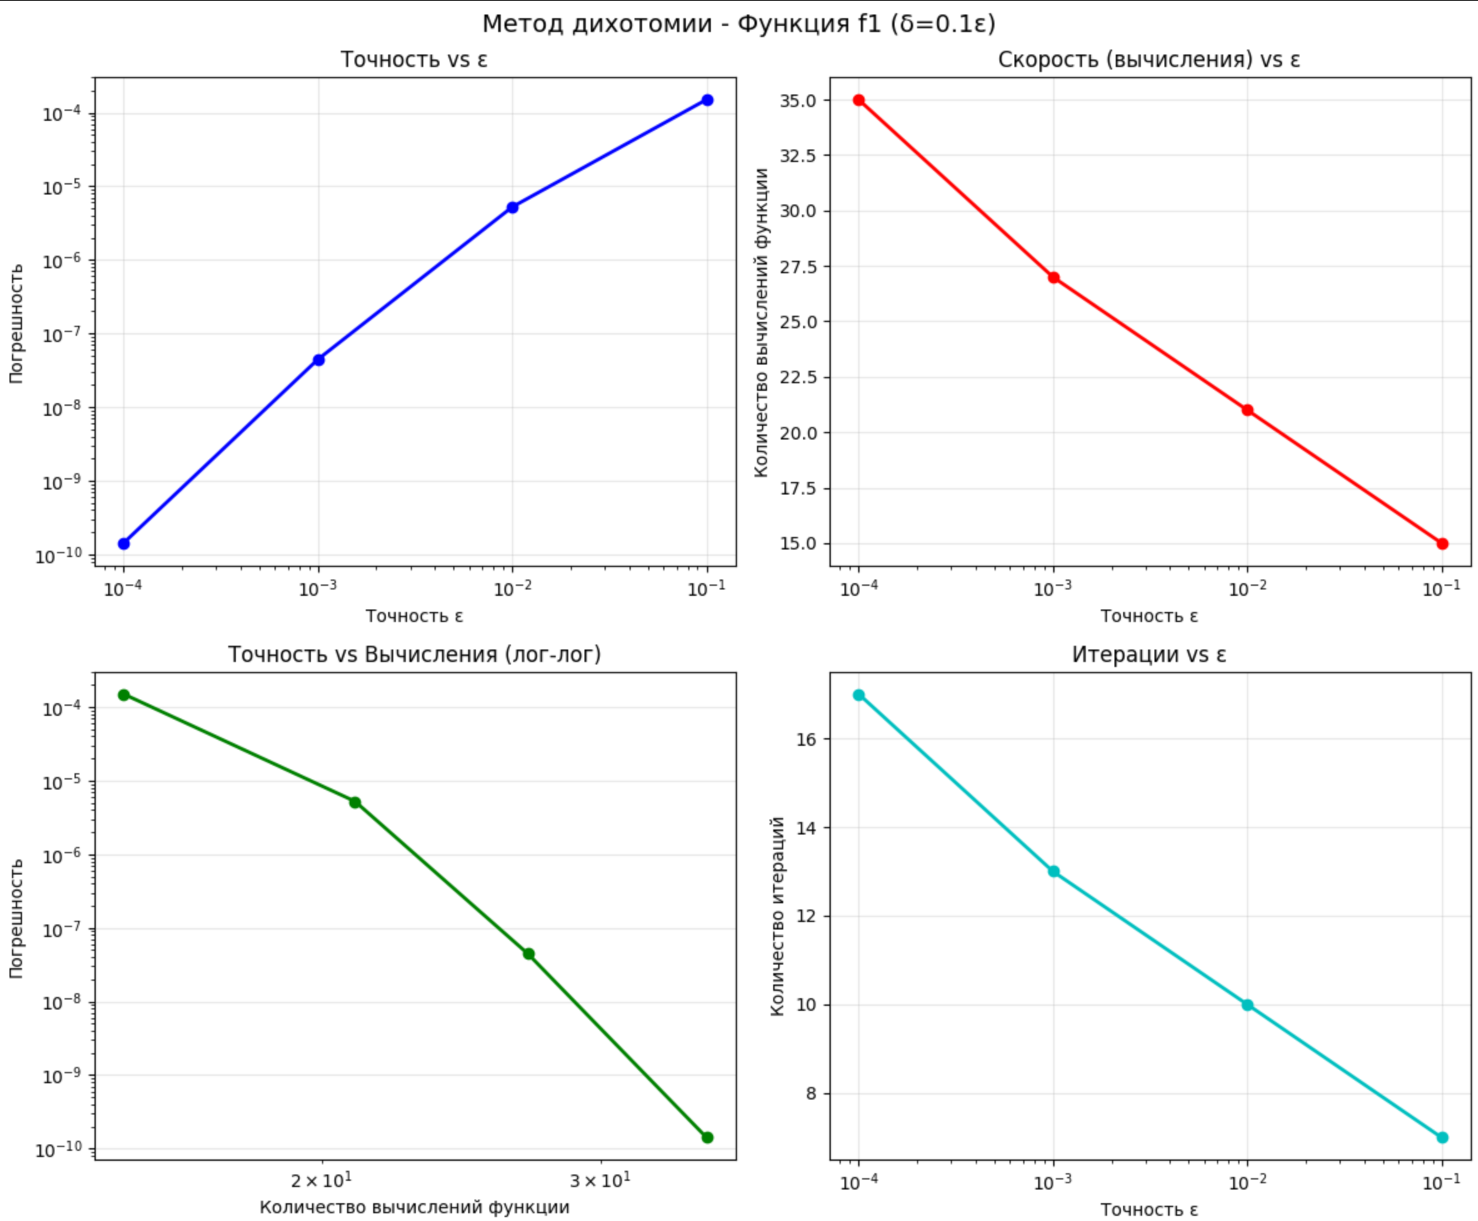 Метод дихотомии - Функция f1 (δ=0.1ε)
Точность vs ε
Погрешность
10⁻⁴
10⁻⁵
10⁻⁶
10⁻⁷
10⁻⁸
10⁻⁹
10⁻¹⁰
10⁻⁴ 10⁻³ 10⁻² 10⁻¹
Точность ε
Скорость (вычисления) vs ε
Количество вычислений функции
35.0
32.5
30.0
27.5
25.0
22.5
20.0
17.5
15.0
10⁻⁴ 10⁻³ 10⁻² 10⁻¹
Точность ε
Точность vs Вычисления (лог-лог)
Погрешность
10⁻⁴
10⁻⁵
10⁻⁶
10⁻⁷
10⁻⁸
10⁻⁹
10⁻¹⁰
2 × 10¹ 3 × 10¹
Количество вычислений функции
Итерации vs ε
Количество итераций
16
14
12
10
8
10⁻⁴ 10⁻³ 10⁻² 10⁻¹
Точность ε